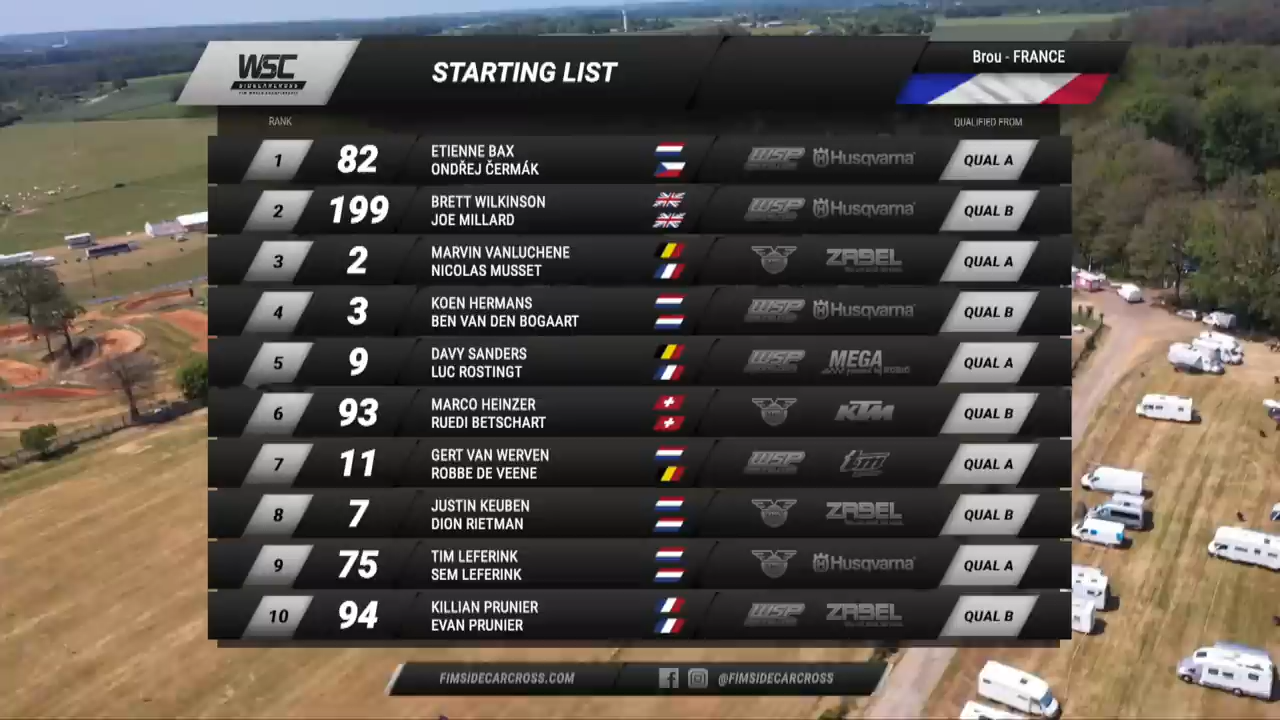 WSC
SIDECARCROSS
FIM WORLD CHAMPIONSHIP
STARTING LIST
Brou - FRANCE
RANK
QUALIFIED FROM
1 82 ETIENNE BAX WSP Husqvarna QUAL A
ONDŘEJ ČERMÁK
2 199 BRETT WILKINSON WSP Husqvarna QUAL B
JOE MILLARD
3 2 MARVIN VANLUCHENE ZABEL QUAL A
NICOLAS MUSSET
4 3 KOEN HERMANS WSP Husqvarna QUAL B
BEN VAN DEN BOGAART
5 9 DAVY SANDERS WSP MEGA QUAL A
LUC ROSTINGT
6 93 MARCO HEINZER KTM QUAL B
RUEDI BETSCHART
7 11 GERT VAN WERVEN WSP tm QUAL A
ROBBE DE VEENE
8 7 JUSTIN KEUBEN ZABEL QUAL B
DION RIETMAN
9 75 TIM LEFERINK Husqvarna QUAL A
SEM LEFERINK
10 94 KILLIAN PRUNIER WSP ZABEL QUAL B
EVAN PRUNIER
FIMSIDECARCROSS.COM @FIMSIDECARCROSS